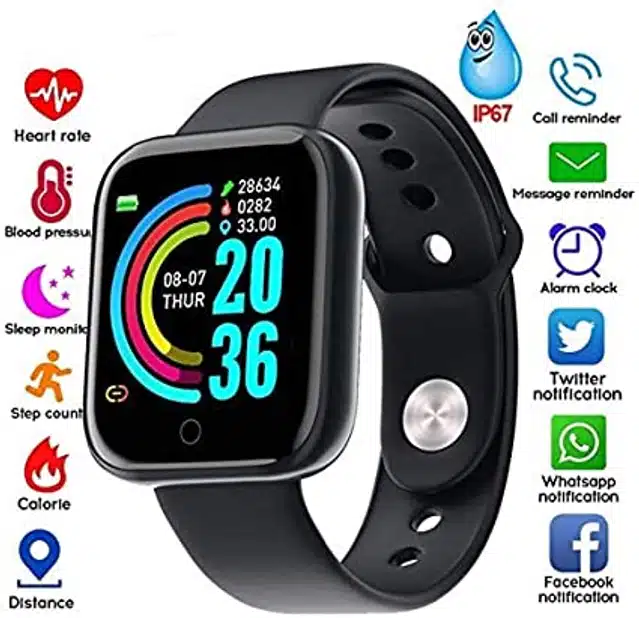 Heart rate
Blood pressu
Sleep monito
Step count
Calorie
Distance
28634
0282
33.00
08-07
THUR
20
36
IP67
Call reminder
Message reminder
Alarm clock
Twitter
notification
Whatsapp
notification
Facebook
notification